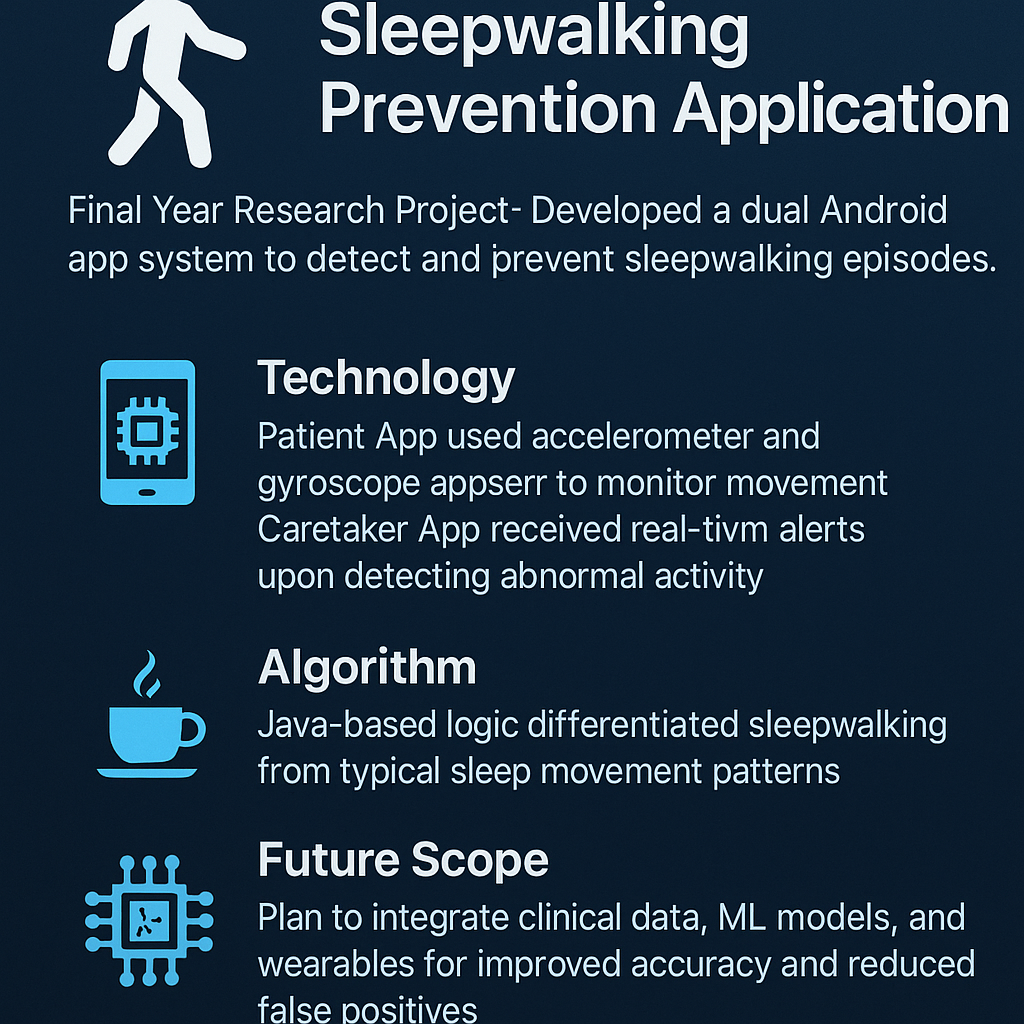 Sleepwalking
Prevention Application
Final Year Research Project- Developed a dual Android
app system to detect and prevent sleepwalking episodes.
Technology
Patient App used accelerometer and
gyroscope appserr to monitor movement
Caretaker App received real-tivm alerts
upon detecting abnormal activity
Algorithm
Java-based logic differentiated sleepwalking
from typical sleep movement patterns
Future Scope
Plan to integrate clinical data, ML models, and
wearables for improved accuracy and reduced
false positives